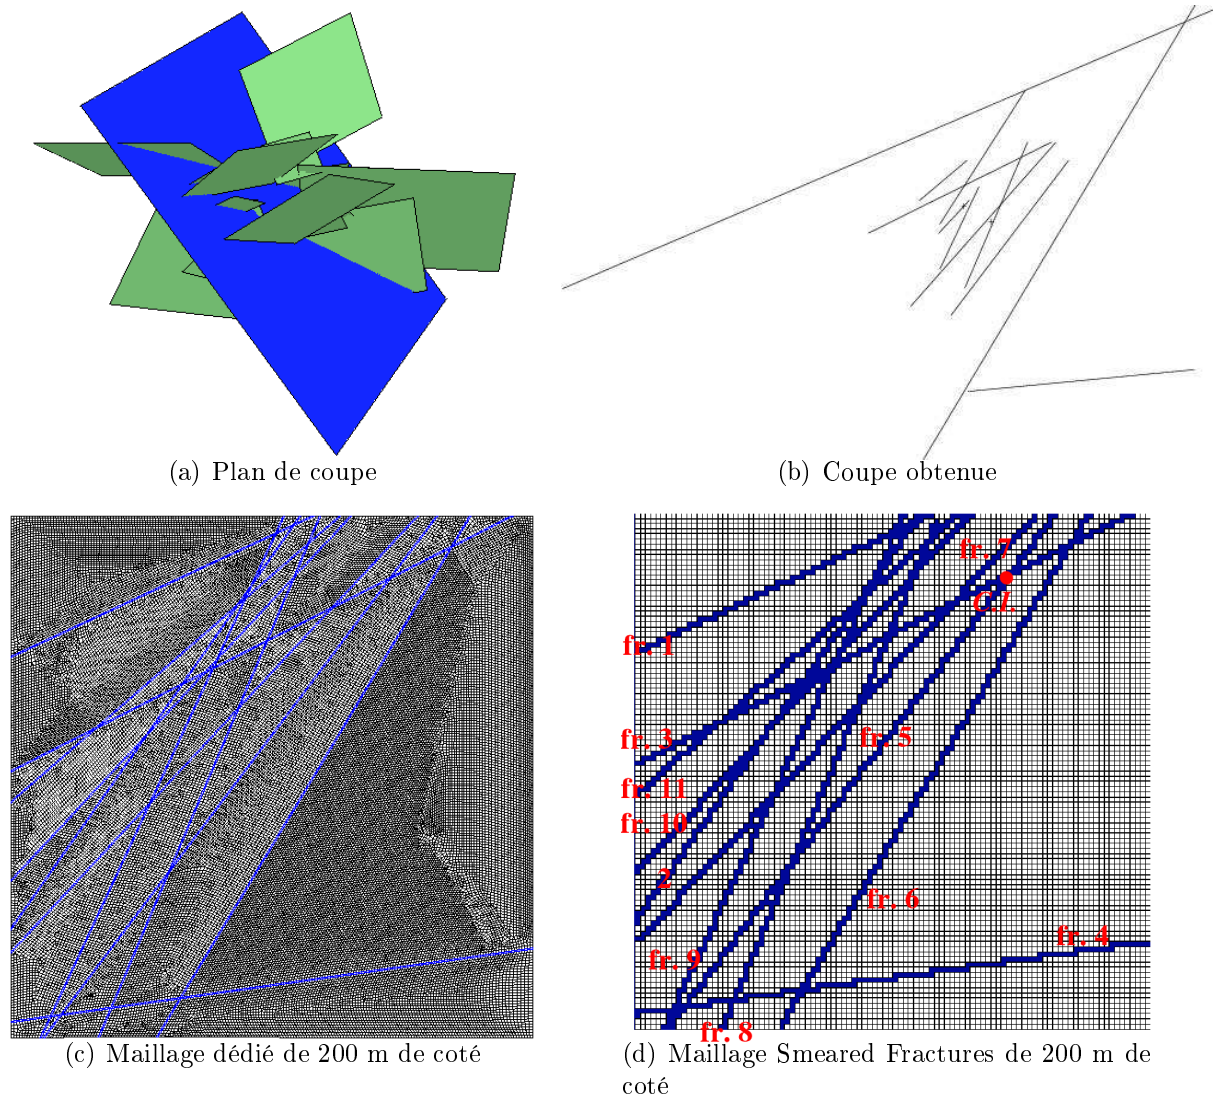 (a) Plan de coupe
(b) Coupe obtenue
fr. 7
C.I.
fr. 1
fr. 3
fr. 5
fr. 11
fr. 10
2
fr. 6
fr. 4
fr. 9
fr. 8
(c) Maillage dédié de 200 m de coté
(d) Maillage Smeared Fractures de 200 m de
coté